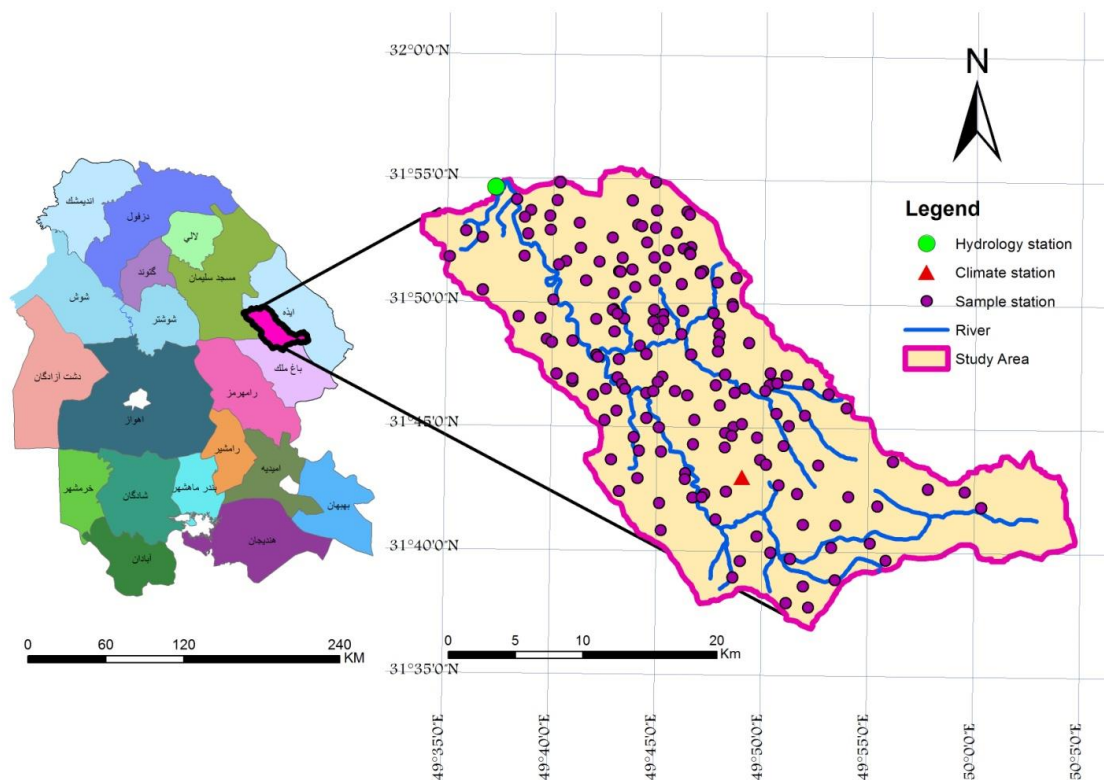 اندیمشك
دزفول
لالي
گتوند
مسجد سلیمان
شوش
شوشتر
ایذه
دشت آزادگان
باغ ملك
رامهرمز
اهواز
رامشیر
امیدیه
خرمشهر
شادگان
بندر ماهشهر
بهبهان
آبادان
هندیجان
0 60 120 240
KM
32°0'0"N
31°55'0"N
31°50'0"N
31°45'0"N
31°40'0"N
31°35'0"N
N
Legend
Hydrology station
Climate station
Sample station
River
Study Area
0 5 10 20
Km
49°35'0"E
49°40'0"E
49°45'0"E
49°50'0"E
49°55'0"E
50°0'0"E
50°5'0"E